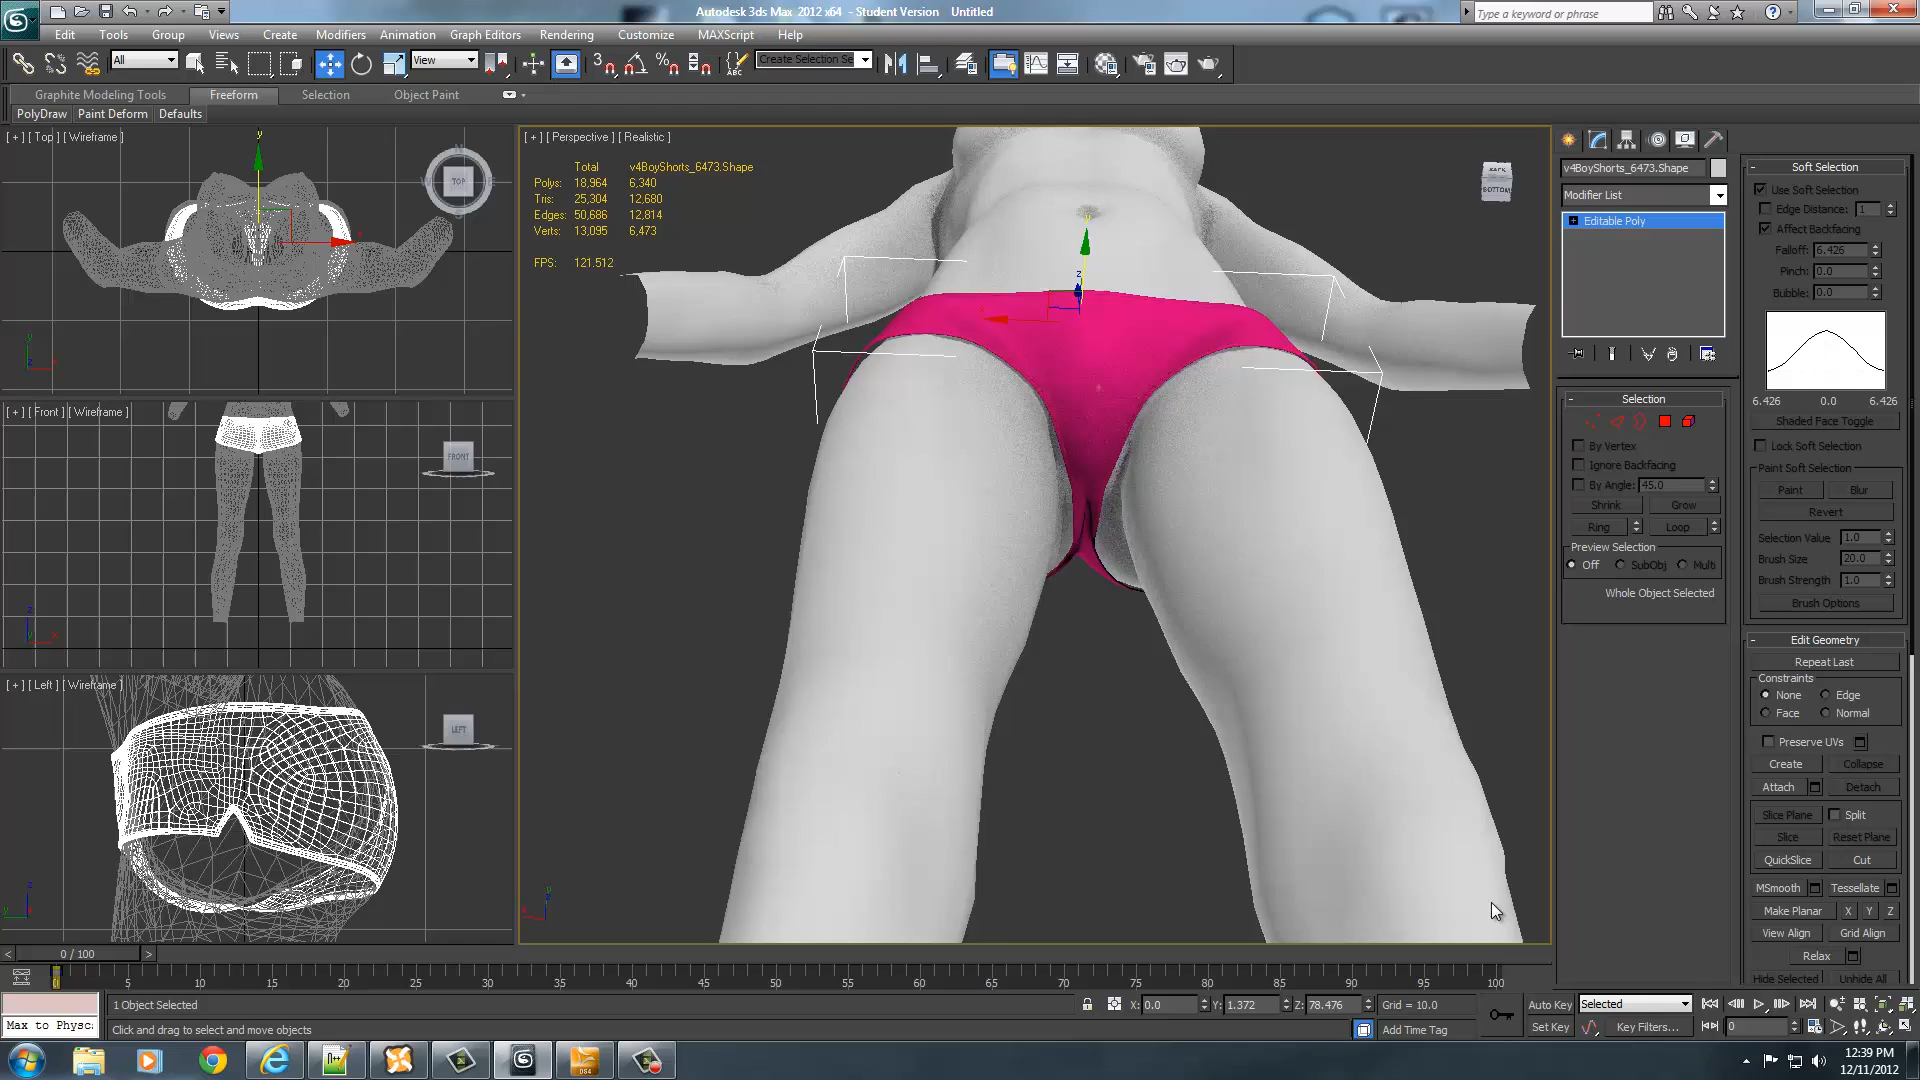 Autodesk 3ds Max 2012 x64 - Student Version Untitled
Type a keyword or phrase
Edit Tools Group Views Create Modifiers Animation Graph Editors Rendering Customize MAXScript Help
All View Create Selection Se
Graphite Modeling Tools Freeform Selection Object Paint
PolyDraw Paint Deform Defaults
[ + ] [ Top ] [ Wireframe ]
TOP
[ + ] [ Front ] [ Wireframe ]
FRONT
[ + ] [ Left ] [ Wireframe ]
LEFT
[ + ] [ Perspective ] [ Realistic ]
Total v4BoyShorts_6473.Shape
Polys: 18,964 6,340
Tris: 25,304 12,680
Edges: 50,686 12,814
Verts: 13,095 6,473
FPS: 121.512
BACK
BOTTOM
v4BoyShorts_6473.Shape
Modifier List
Editable Poly
Selection
By Vertex
Ignore Backfacing
By Angle: 45.0
Shrink Grow
Ring Loop
Preview Selection
Off SubObj Multi
Whole Object Selected
Soft Selection
Use Soft Selection
Edge Distance: 1
Affect Backfacing
Falloff: 6.426
Pinch: 0.0
Bubble: 0.0
6.426 0.0 6.426
Shaded Face Toggle
Lock Soft Selection
Paint Soft Selection
Paint Blur
Revert
Selection Value 1.0
Brush Size 20.0
Brush Strength 1.0
Brush Options
Edit Geometry
Repeat Last
Constraints
None Edge
Face Normal
Preserve UVs
Create Collapse
Attach Detach
Slice Plane Split
Slice Reset Plane
QuickSlice Cut
MSmooth Tessellate
Make Planar X Y Z
View Align Grid Align
Relax
Hide Selected Unhide All
< 0 / 100 >
0 5 10 15 20 25 30 35 40 45 50 55 60 65 70 75 80 85 90 95 100
1 Object Selected X: 0.0 Y: 1.372 Z: 78.476 Grid = 10.0 Auto Key Selected
Max to Physc: Click and drag to select and move objects Add Time Tag Set Key Key Filters... 0
12:39 PM
12/11/2012